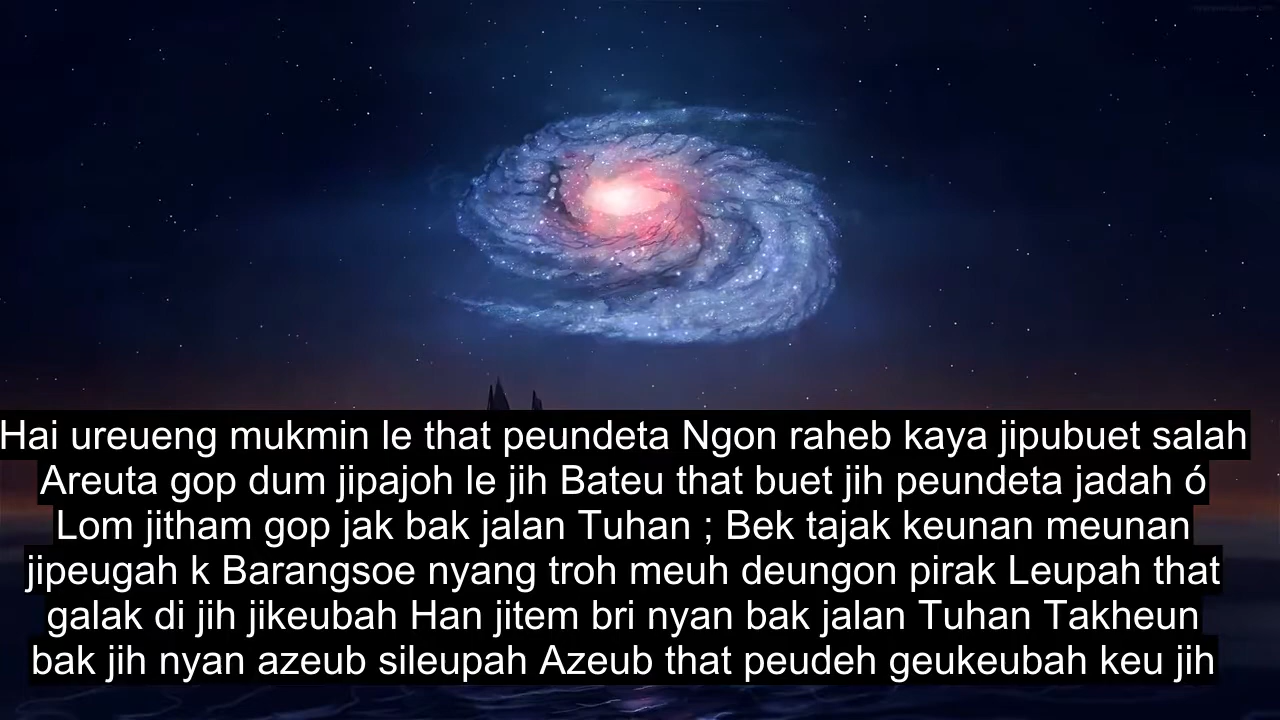 Hai ureueng mukmin le that peundeta Ngon raheb kaya jipubuet salah
Areuta gop dum jipajoh le jih Bateu that buet jih peundeta jadah ó
Lom jitham gop jak bak jalan Tuhan ; Bek tajak keunan meunan
jipeugah k Barangsoe nyang troh meuh deungon pirak Leupah that
galak di jih jikeubah Han jitem bri nyan bak jalan Tuhan Takheun
bak jih nyan azeub sileupah Azeub that peudeh geukeubah keu jih